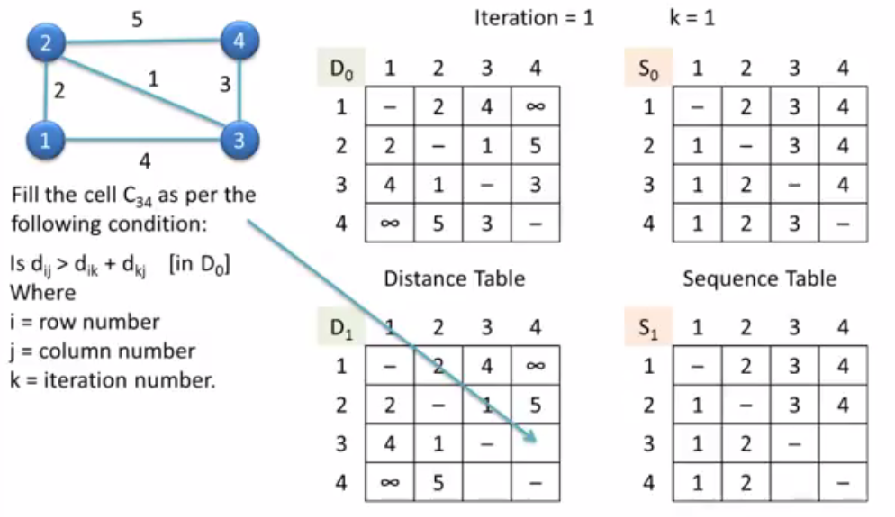 Iteration = 1 k = 1
5
2 4
2 1 3
1 3
4
Fill the cell C₃₄ as per the
following condition:
Is dᵢⱼ > dᵢₖ + dₖⱼ [in D₀]
Where
i = row number
j = column number
k = iteration number.
D₀ 1 2 3 4
1 – 2 4 ∞
2 2 – 1 5
3 4 1 – 3
4 ∞ 5 3 –
Distance Table
D₁ 1 2 3 4
1 – 2 4 ∞
2 2 – 1 5
3 4 1 –
4 ∞ 5 –
S₀ 1 2 3 4
1 – 2 3 4
2 1 – 3 4
3 1 2 – 4
4 1 2 3 –
Sequence Table
S₁ 1 2 3 4
1 – 2 3 4
2 1 – 3 4
3 1 2 –
4 1 2 –